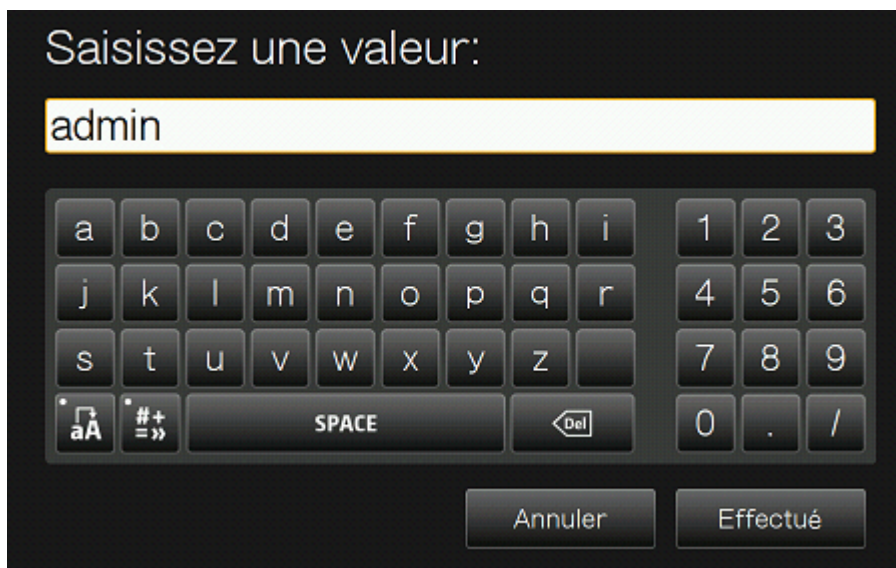 Saisissez une valeur:
admin
a b c d e f g h i 1 2 3
j k l m n o p q r 4 5 6
s t u v w x y z 7 8 9
aA #+=» SPACE Del 0 . /
Annuler Effectué